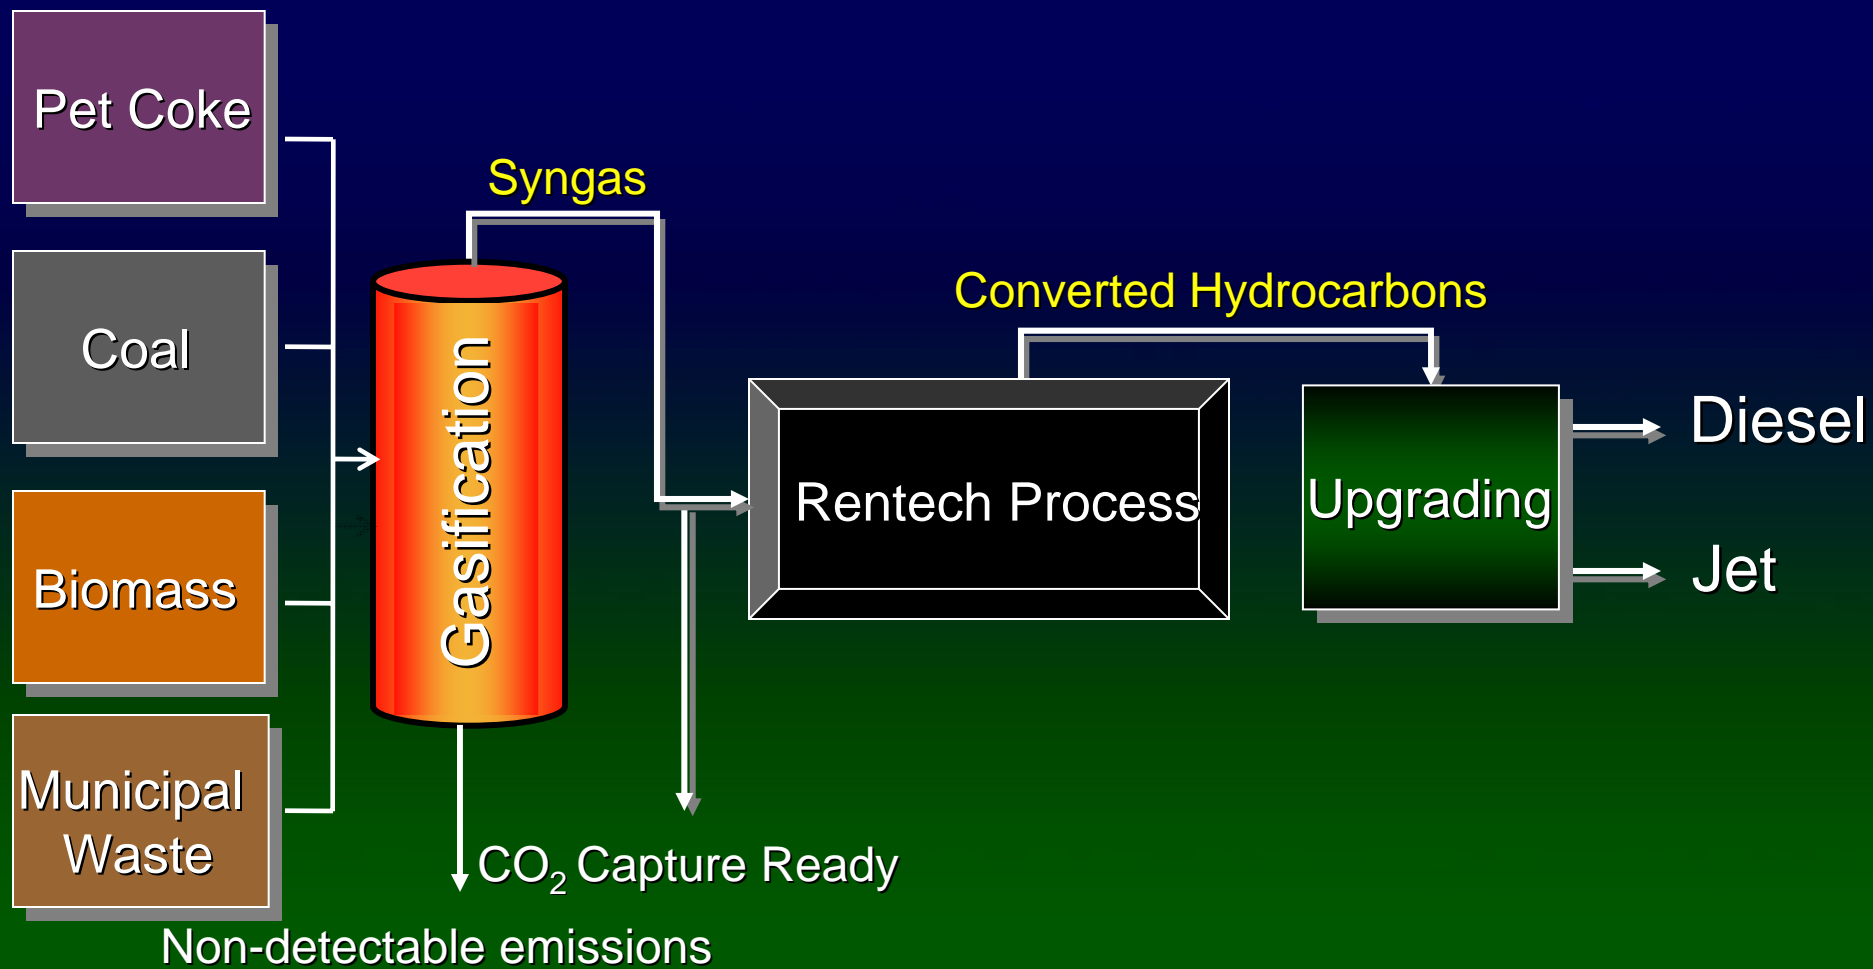 Pet Coke
Coal
Biomass
Municipal
Waste
Syngas
Gasification
Converted Hydrocarbons
Rentech Process
Upgrading
Diesel
Jet
CO₂ Capture Ready
Non-detectable emissions